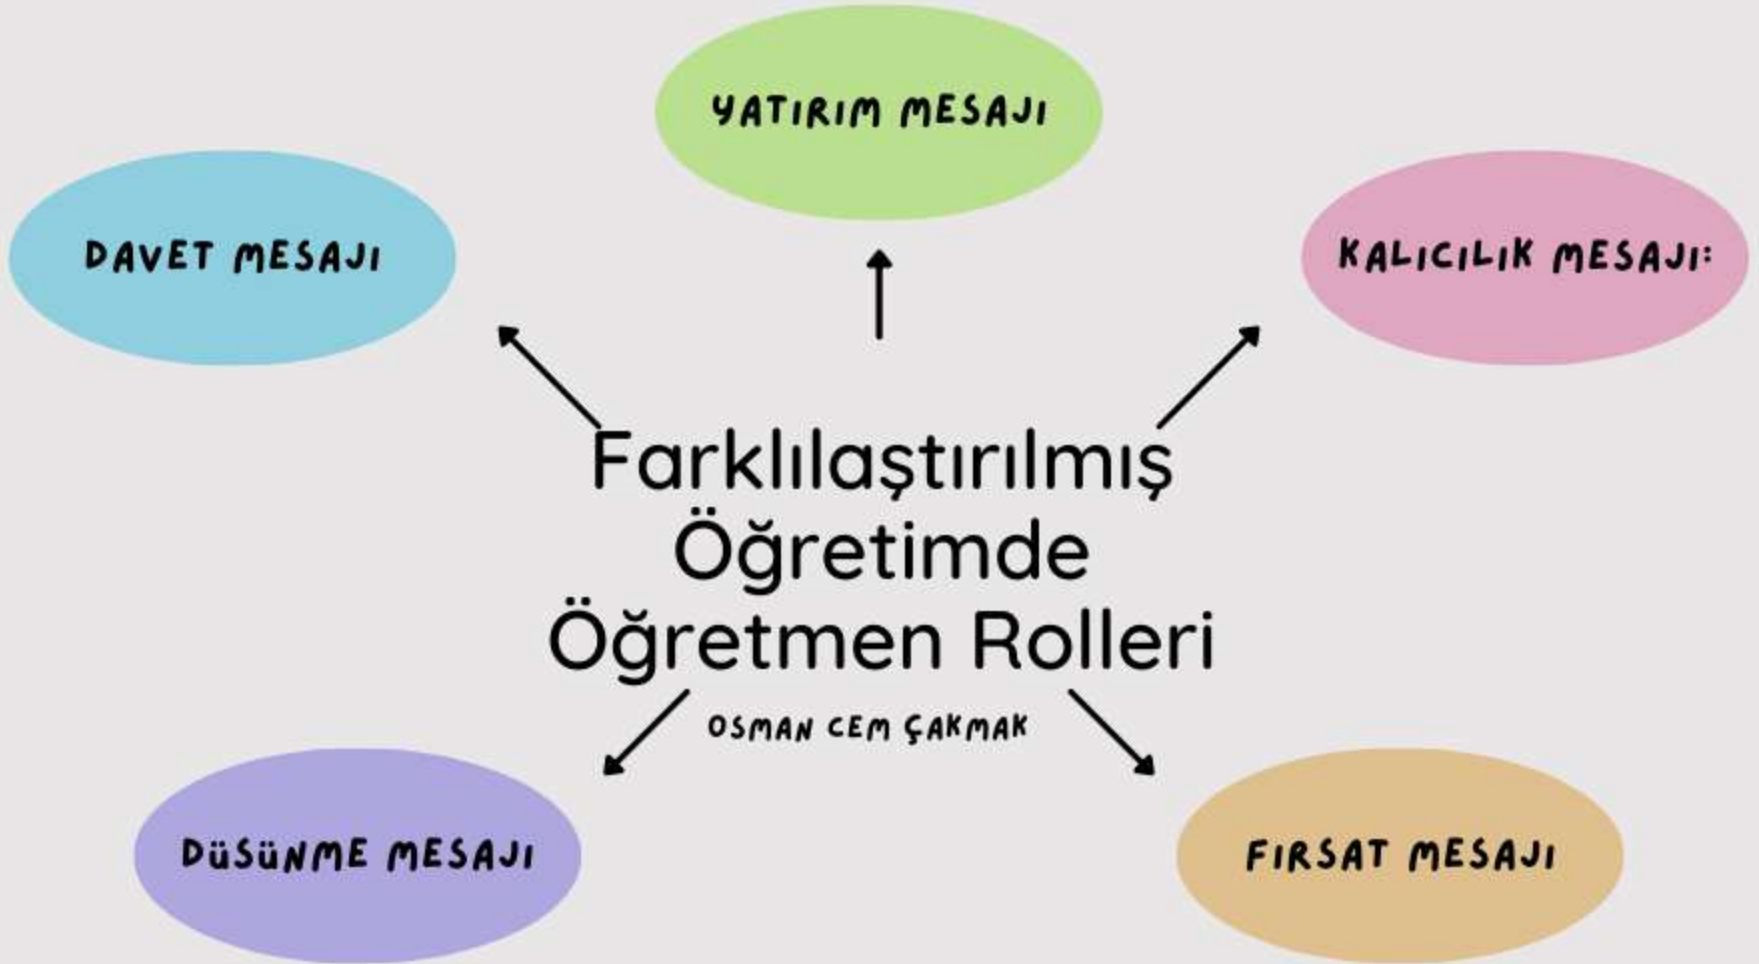 YATIRIM MESAJI
DAVET MESAJI
KALICILIK MESAJI:
Farklılaştırılmış
Öğretimde
Öğretmen Rolleri
OSMAN CEM ÇAKMAK
DüSüNME MESAJI
FIRSAT MESAJI